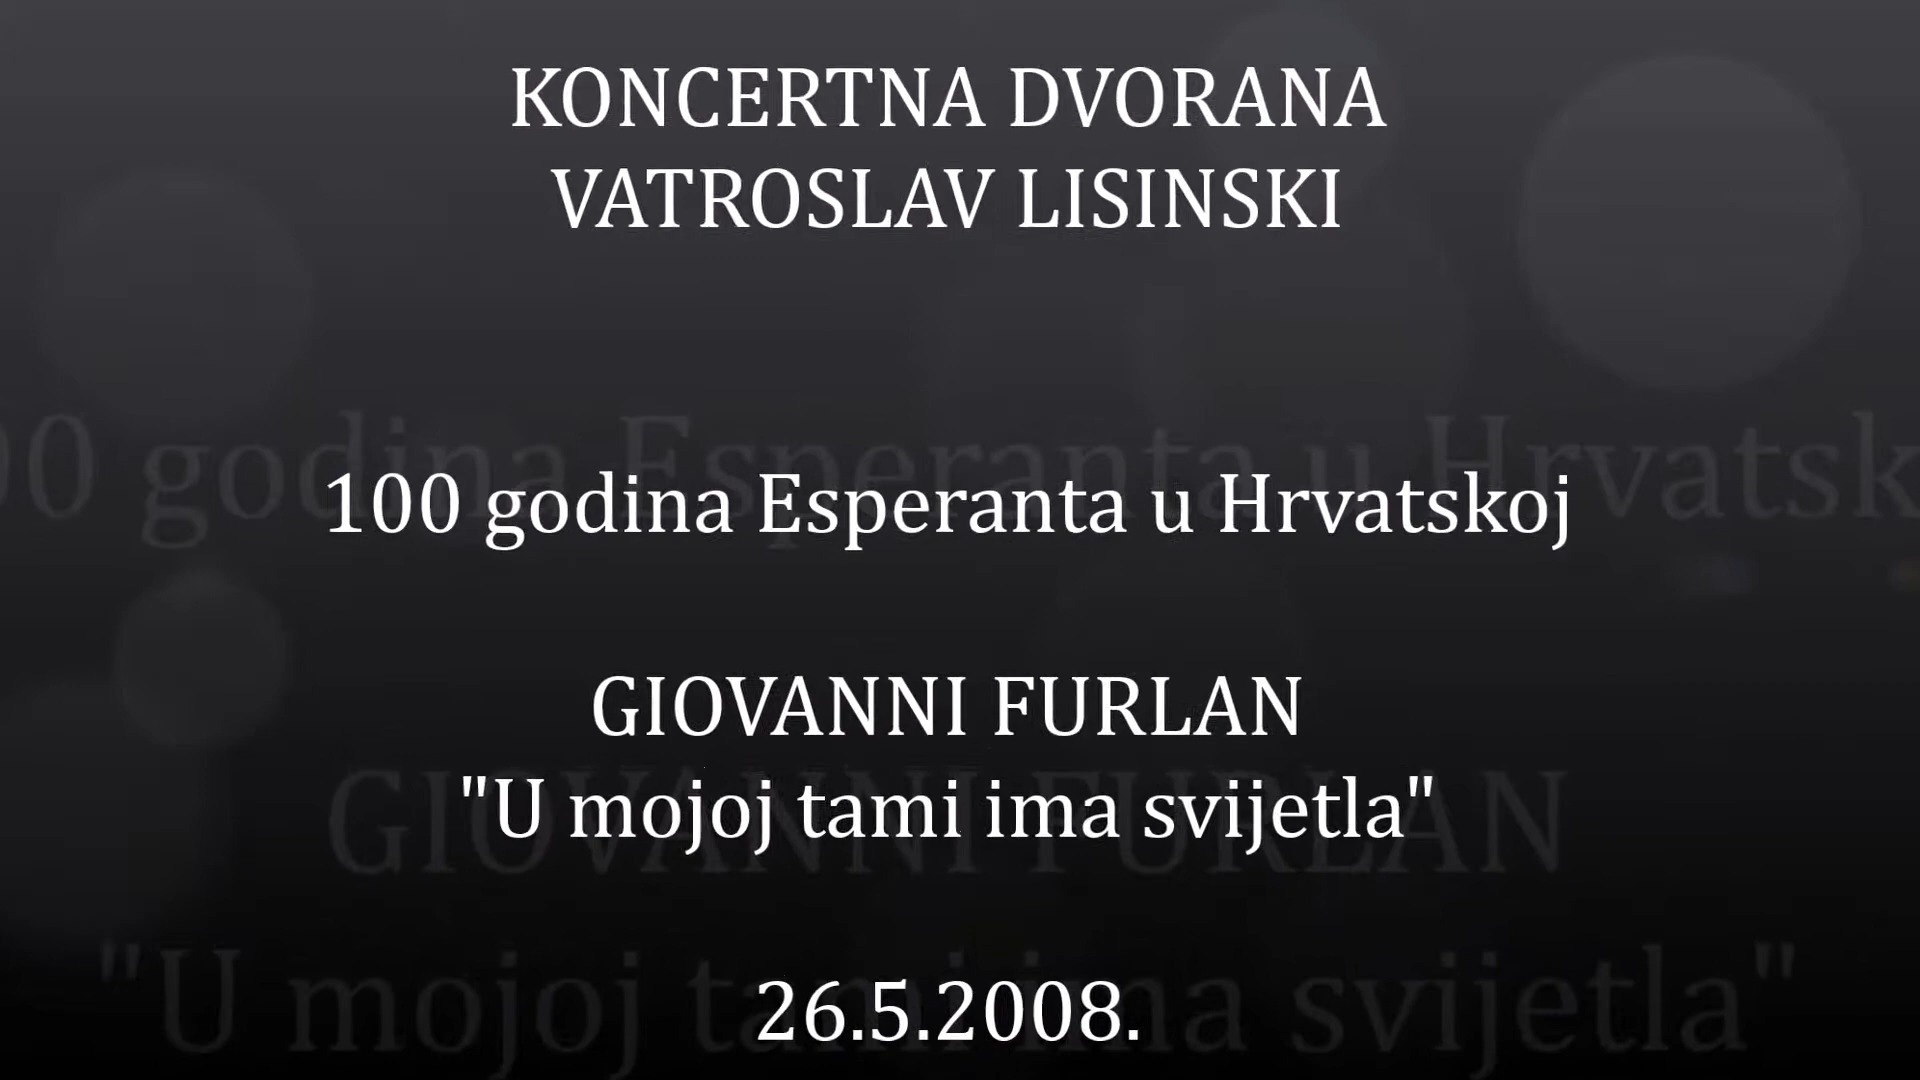 KONCERTNA DVORANA
VATROSLAV LISINSKI
100 godina Esperanta u Hrvatskoj
GIOVANNI FURLAN
"U mojoj tami ima svijetla"
26.5.2008.